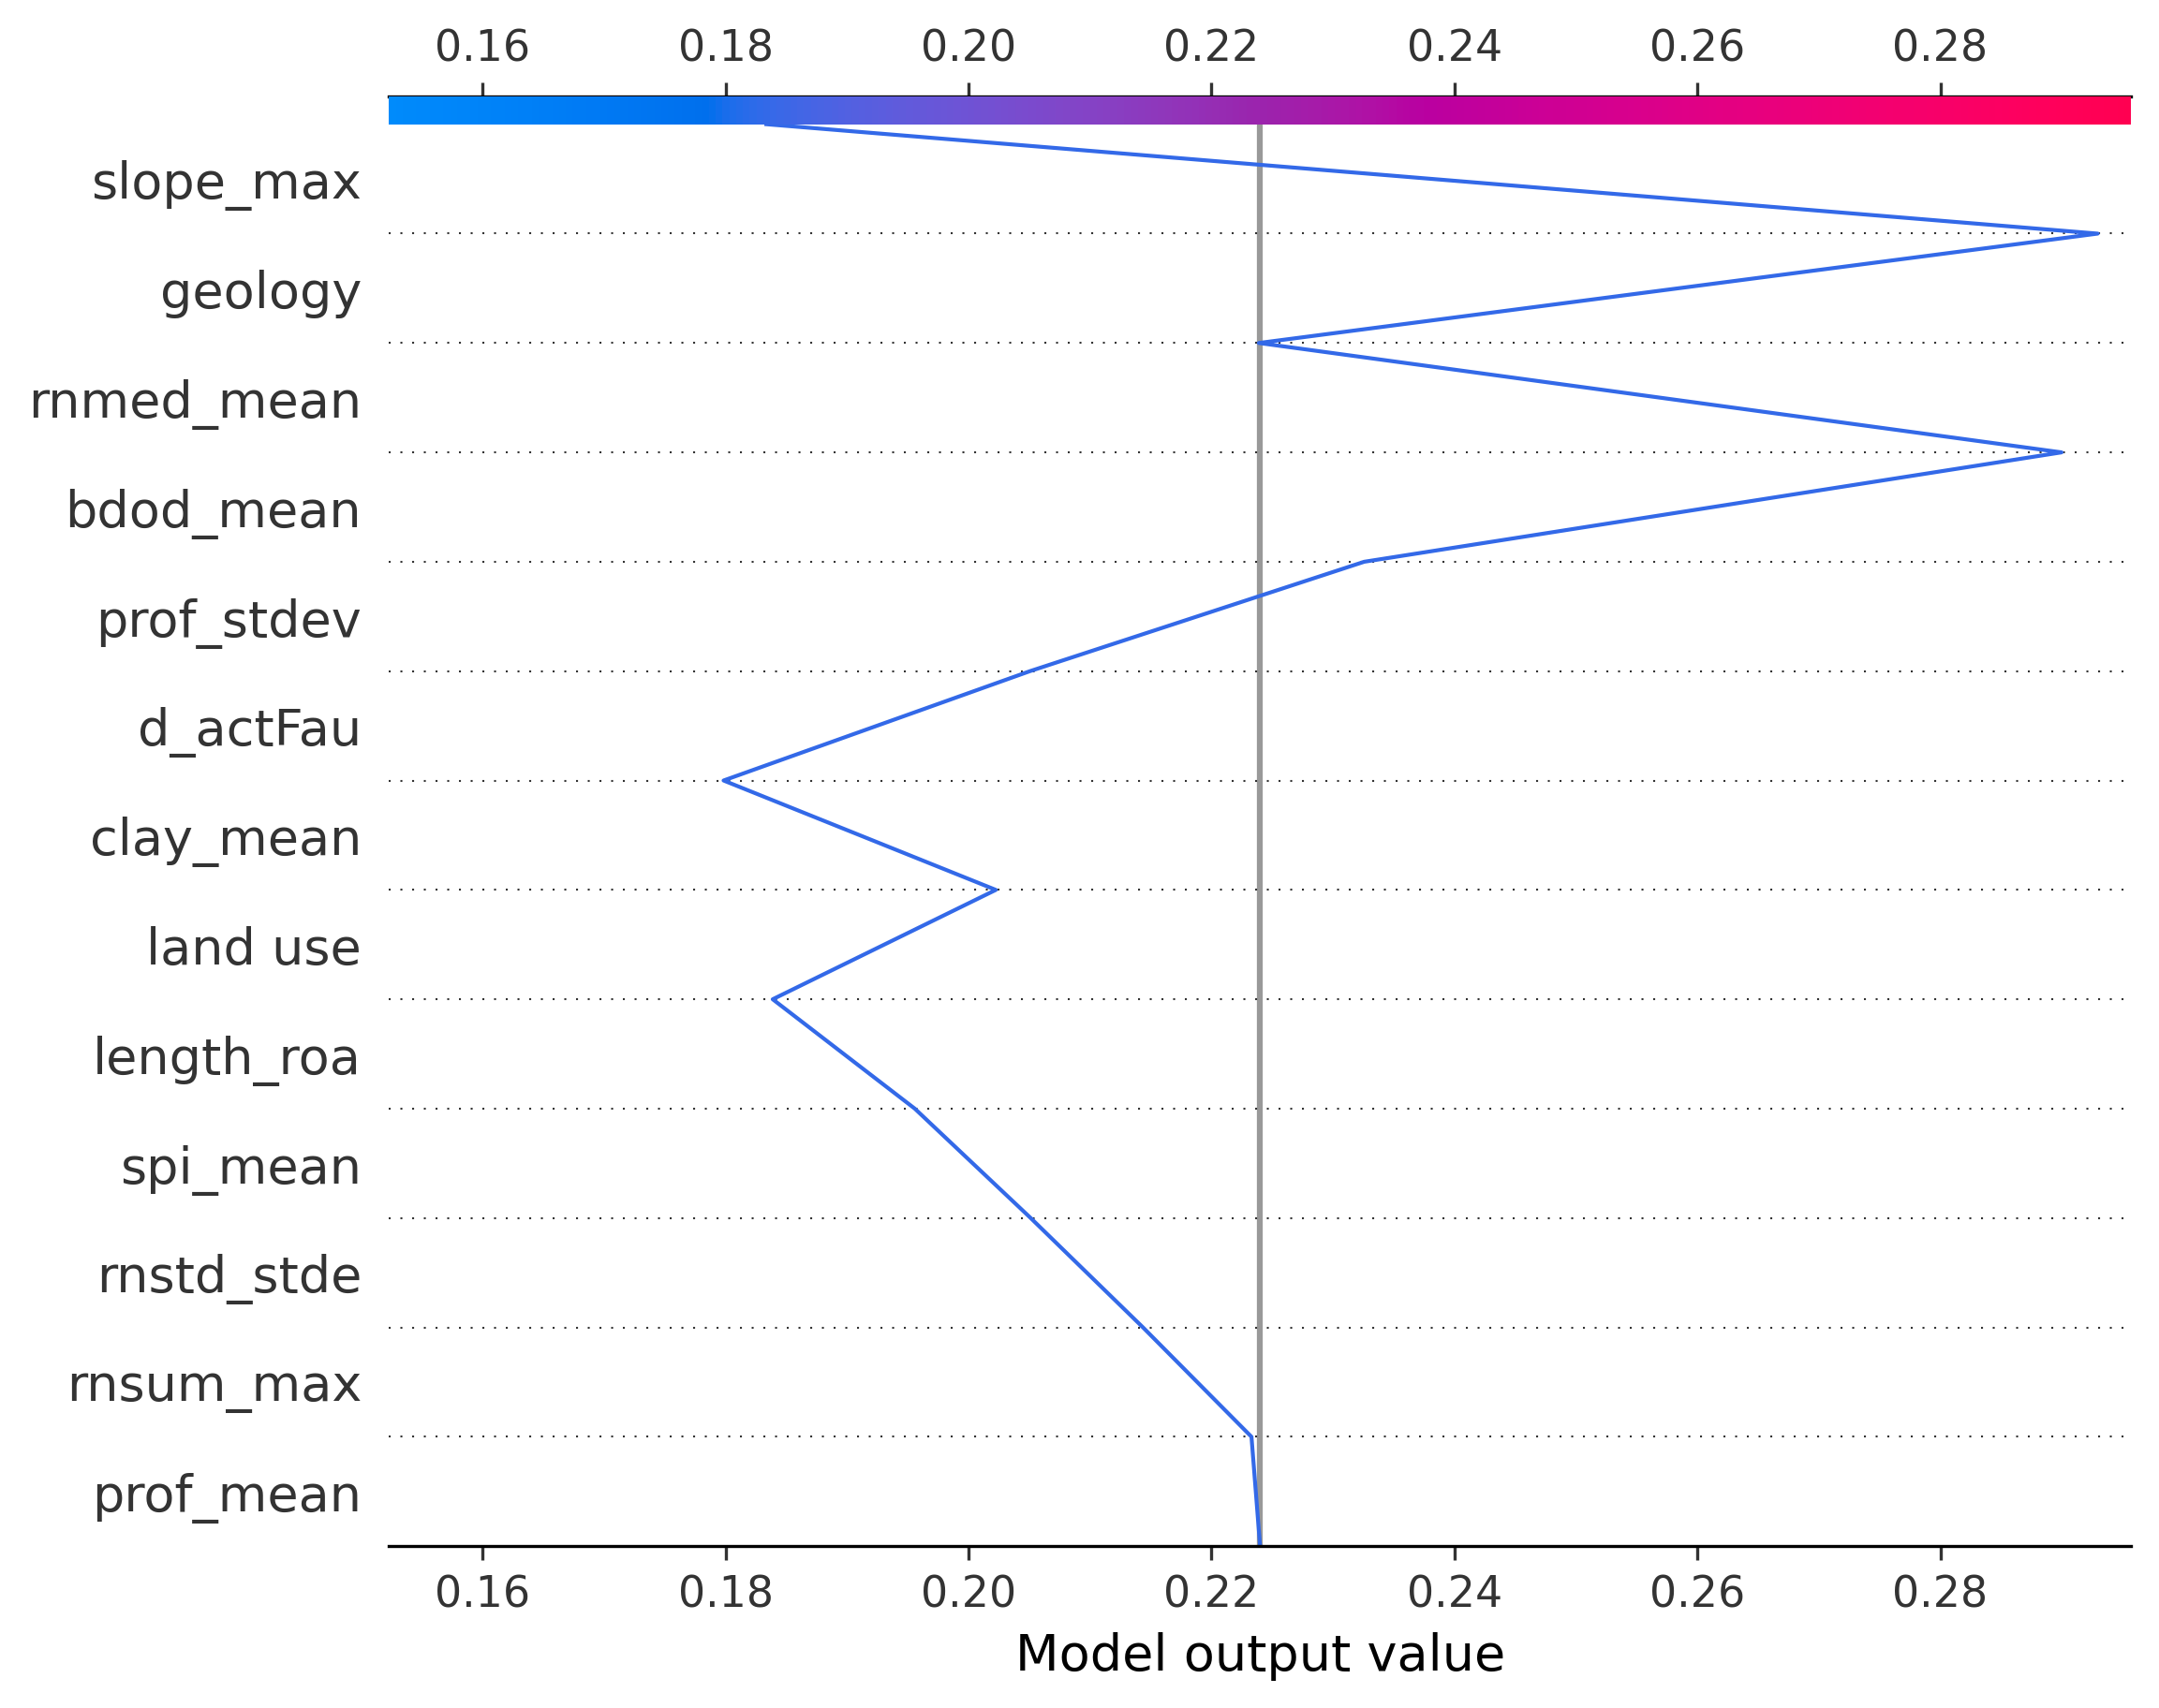 0.16 0.18 0.20 0.22 0.24 0.26 0.28
slope_max
geology
rnmed_mean
bdod_mean
prof_stdev
d_actFau
clay_mean
land use
length_roa
spi_mean
rnstd_stde
rnsum_max
prof_mean
0.16 0.18 0.20 0.22 0.24 0.26 0.28
Model output value